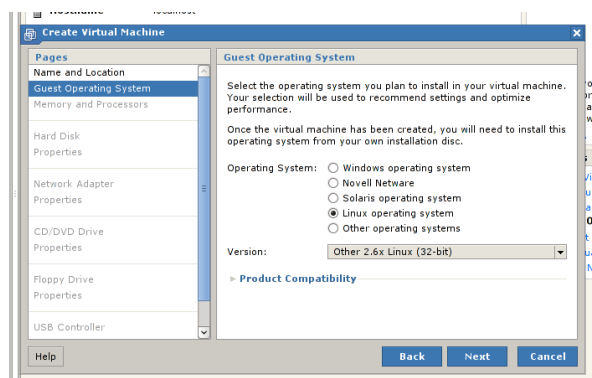 Hostname localhost
Create Virtual Machine
Pages
Name and Location
Guest Operating System
Memory and Processors
Hard Disk
Properties
Network Adapter
Properties
CD/DVD Drive
Properties
Floppy Drive
Properties
USB Controller
Guest Operating System
Select the operating system you plan to install in your virtual machine.
Your selection will be used to recommend settings and optimize
performance.
Once the virtual machine has been created, you will need to install this
operating system from your own installation disc.
Operating System:
Windows operating system
Novell Netware
Solaris operating system
Linux operating system
Other operating systems
Version: Other 2.6x Linux (32-bit)
Product Compatibility
Help Back Next Cancel